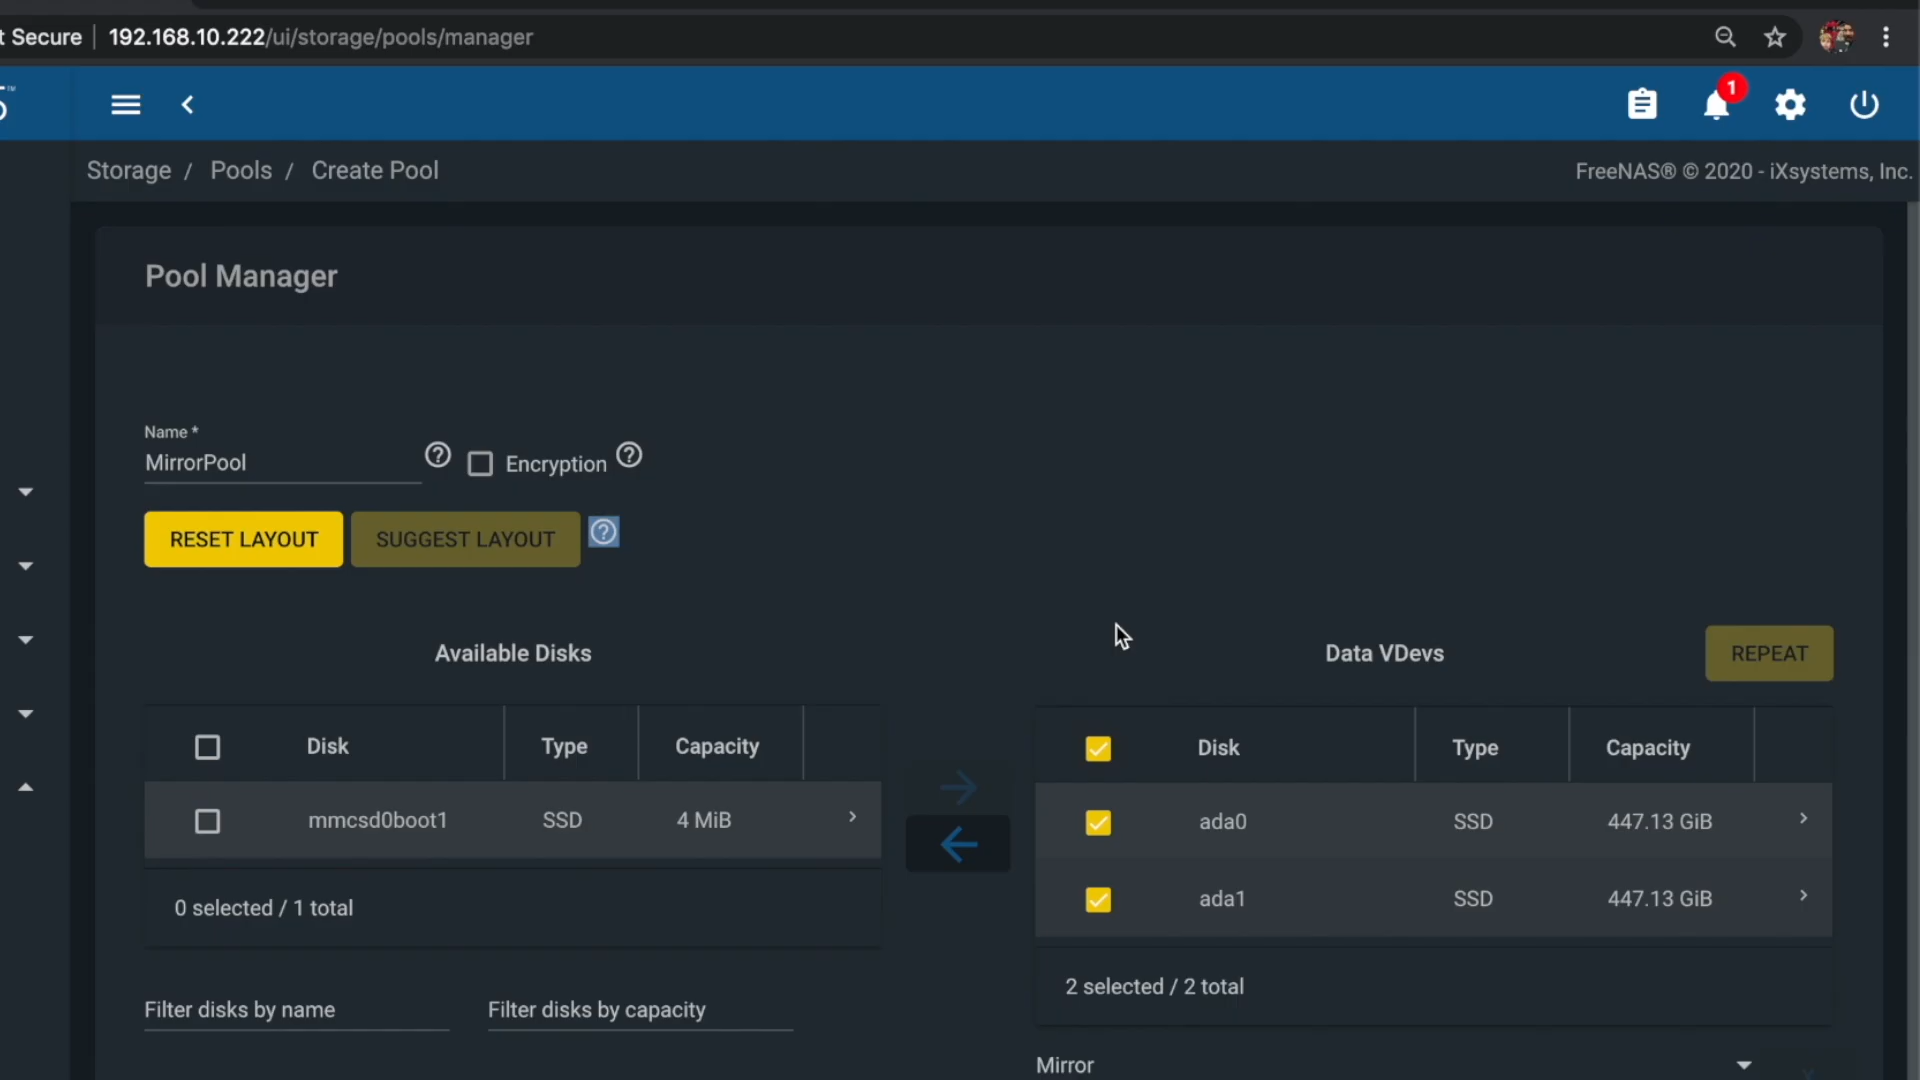 t Secure 192.168.10.222/ui/storage/pools/manager
1
Storage / Pools / Create Pool
FreeNAS® © 2020 - iXsystems, Inc.
Pool Manager
Name *
MirrorPool
Encryption
RESET LAYOUT
SUGGEST LAYOUT
Available Disks
Disk Type Capacity
mmcsd0boot1 SSD 4 MiB
0 selected / 1 total
Filter disks by name
Filter disks by capacity
Data VDevs
REPEAT
Disk Type Capacity
ada0 SSD 447.13 GiB
ada1 SSD 447.13 GiB
2 selected / 2 total
Mirror